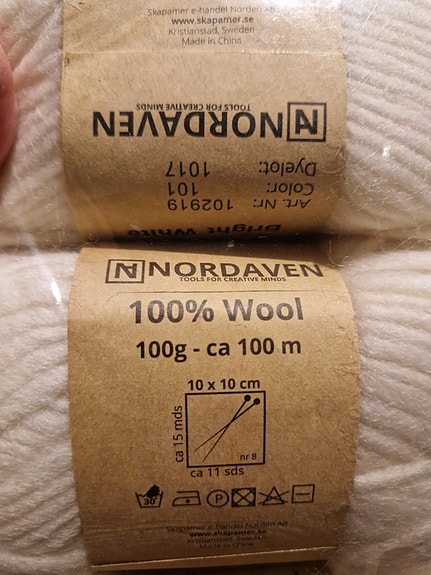 Skapamer e-handel Norden AB
www.skapamer.se
Kristianstad, Sweden
Made in China
N NORDAVEN
TOOLS FOR CREATIVE MINDS
Dyelot: 1017
Color: 101
Art. Nr: 102919
Bright White
N NORDAVEN
TOOLS FOR CREATIVE MINDS
100% Wool
100g - ca 100 m
10 x 10 cm
ca 15 mds
nr 8
ca 11 sds
30
P
Skapamer e-handel Norden AB
www.skapamer.se
Kristianstad, Sweden
Made in China